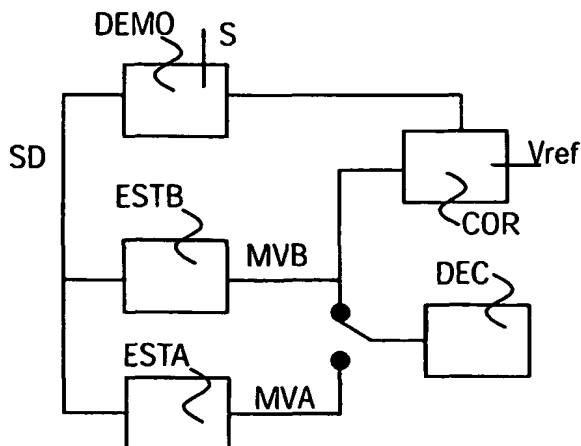 DEMO
S
SD
Vref
ESTB
COR
MVB
DEC
ESTA
MVA